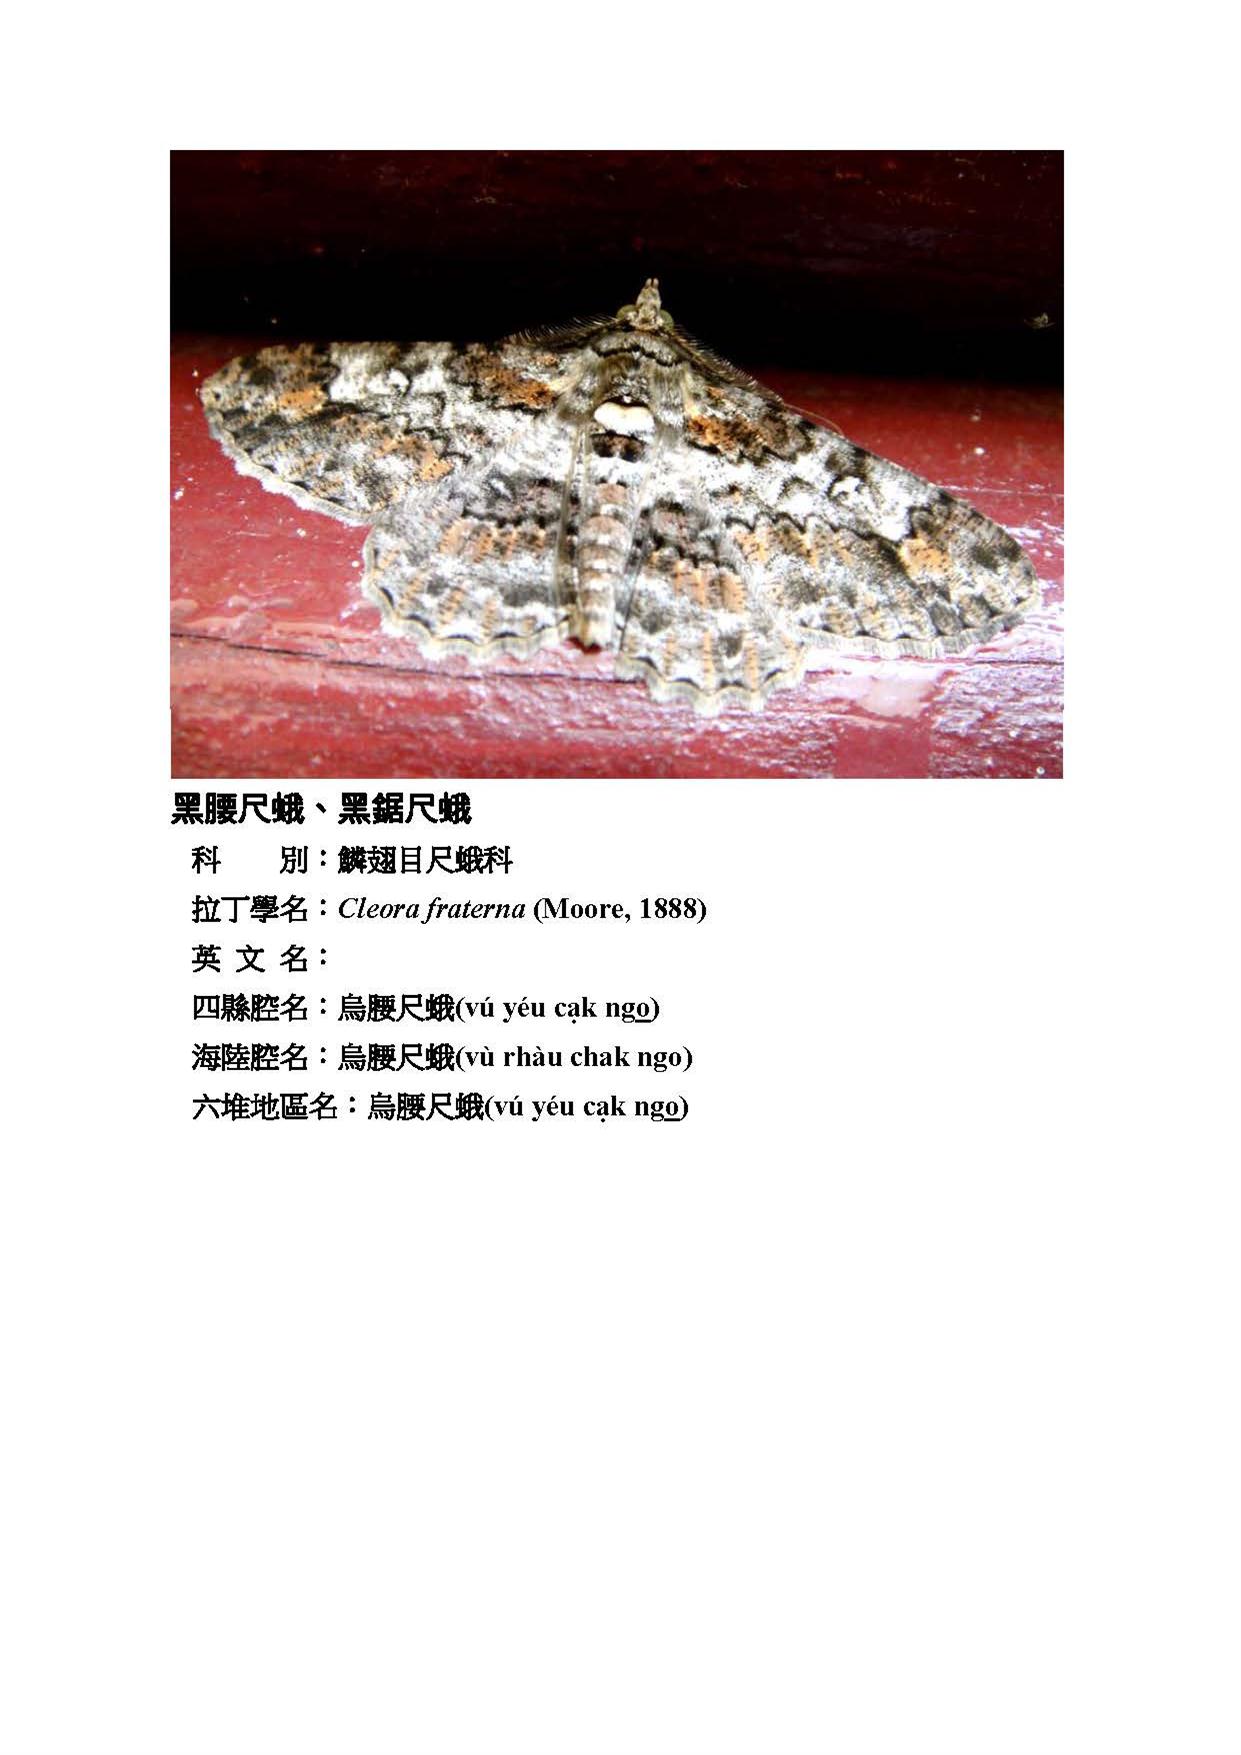 黑腰尺蛾、黑鋸尺蛾
科　　別：鱗翅目尺蛾科
拉丁學名：Cleora fraterna (Moore, 1888)
英 文 名：
四縣腔名：烏腰尺蛾(vú yéu cạk ngo)
海陸腔名：烏腰尺蛾(vù rhàu chak ngo)
六堆地區名：烏腰尺蛾(vú yéu cạk ngo)